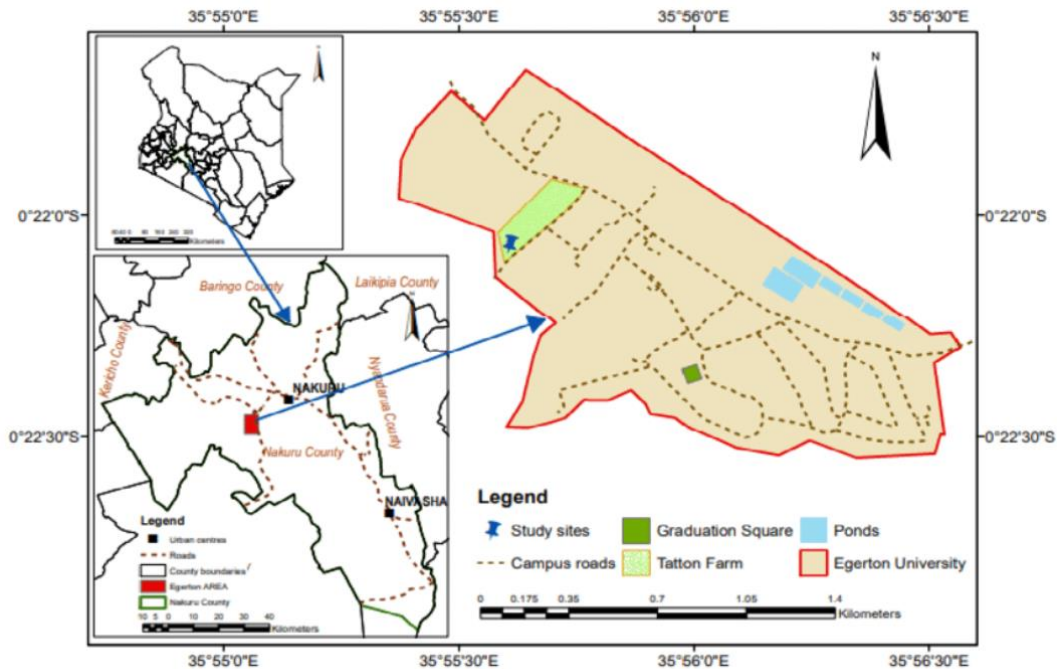 35°55'0"E 35°55'30"E 35°56'0"E 35°56'30"E
N
0°22'0"S 0°22'0"S
Kilometers
Baringo County
Laikipia County
Kericho County
Nyandarua County
NAKURU
Nakuru County
NAIVASHA
Legend
Urban centres
Roads
County boundaries
Egerton AREA
Nakuru County
10 5 0 10 20 30 40
Kilometers
0°22'30"S 0°22'30"S
Legend
Study sites Graduation Square Ponds
Campus roads Tatton Farm Egerton University
0 0.175 0.35 0.7 1.05 1.4
Kilometers
35°55'0"E 35°55'30"E 35°56'0"E 35°56'30"E